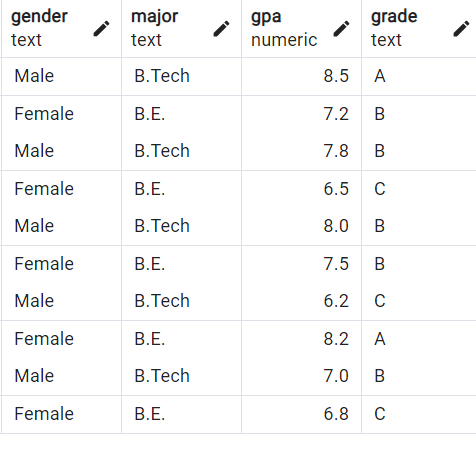 gender major gpa grade
text text numeric text
Male B.Tech 8.5 A
Female B.E. 7.2 B
Male B.Tech 7.8 B
Female B.E. 6.5 C
Male B.Tech 8.0 B
Female B.E. 7.5 B
Male B.Tech 6.2 C
Female B.E. 8.2 A
Male B.Tech 7.0 B
Female B.E. 6.8 C